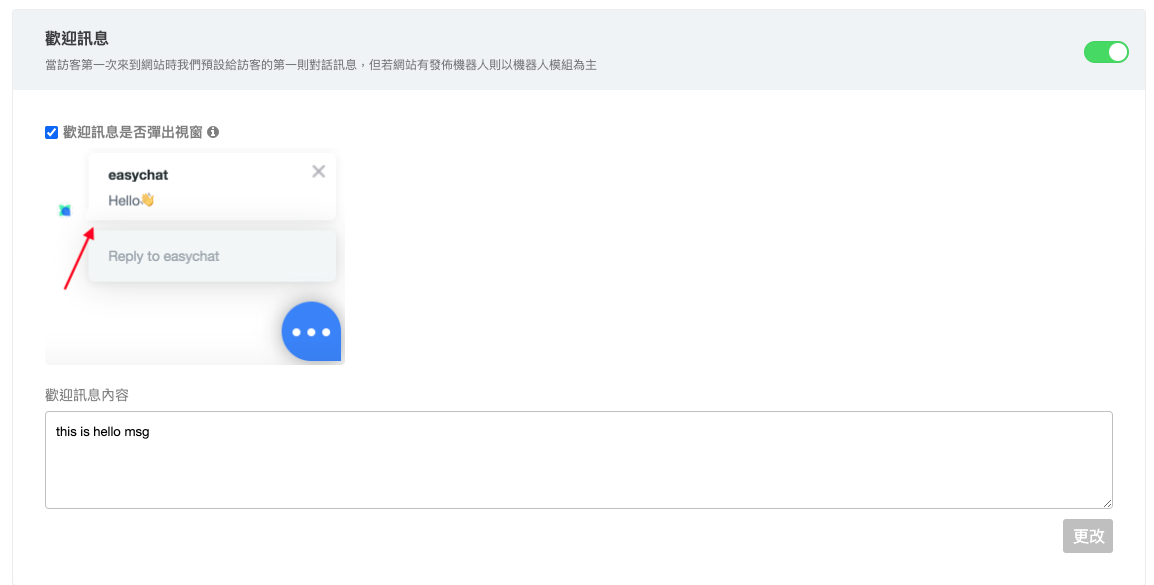 歡迎訊息
當訪客第一次來到網站時我們預設給訪客的第一則對話訊息，但若網站有發佈機器人則以機器人模組為主
歡迎訊息是否彈出視窗
easychat
Hello👋
Reply to easychat
歡迎訊息內容
this is hello msg
更改